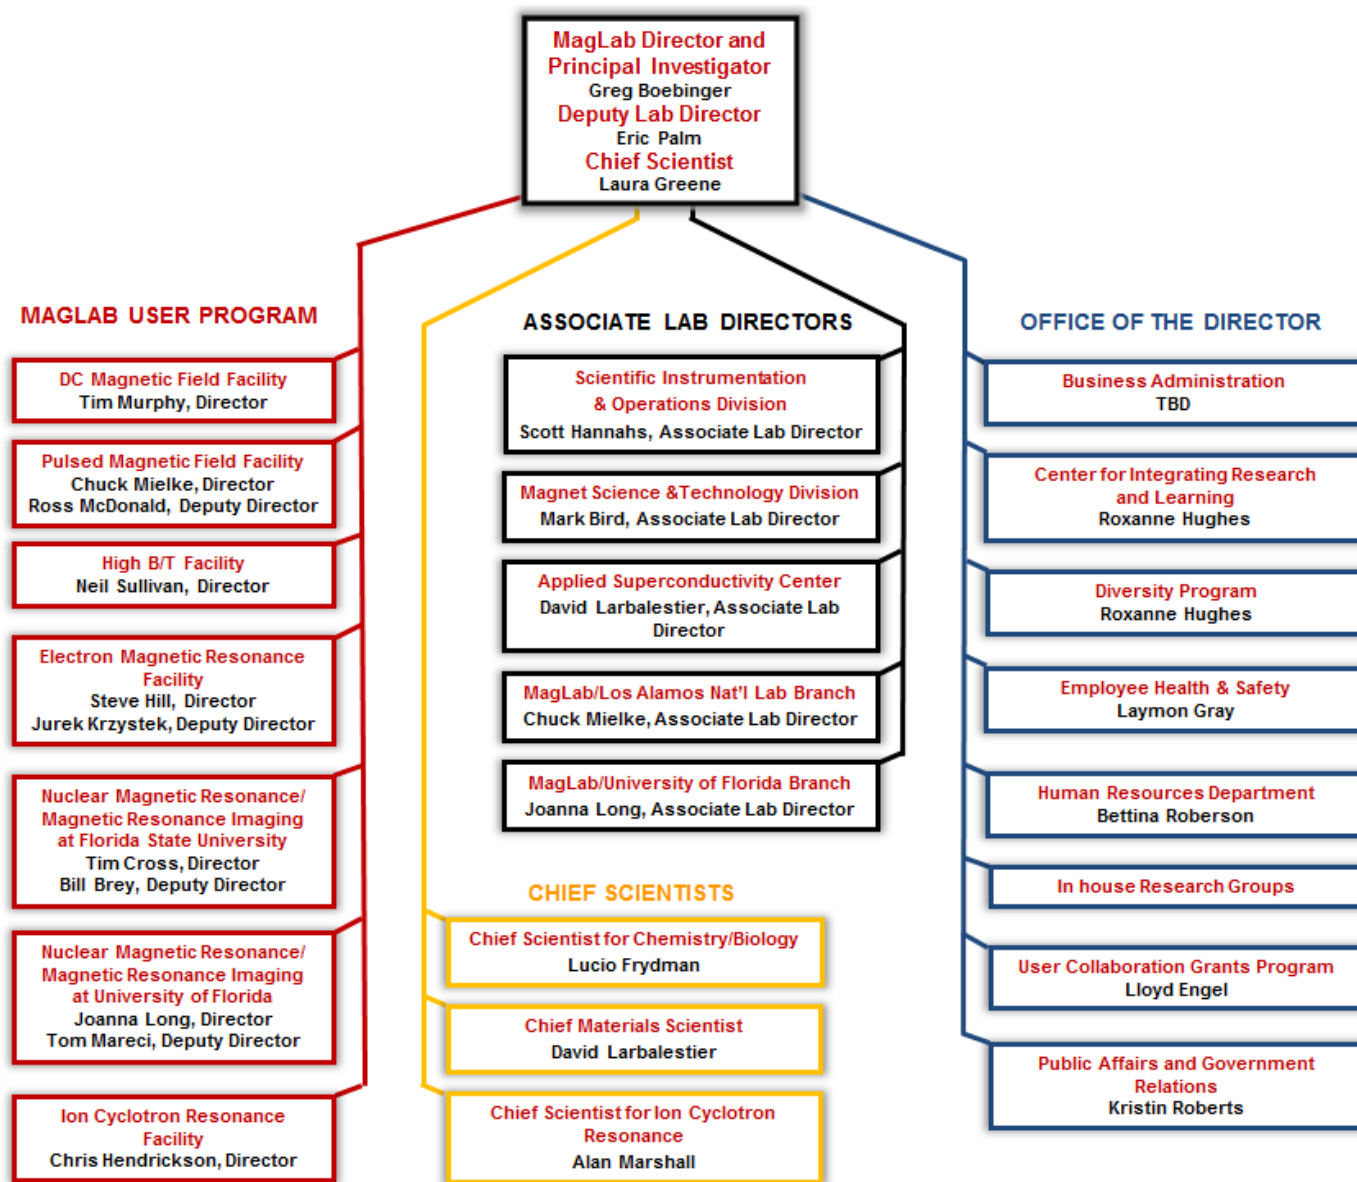 MagLab Director and
Principal Investigator
Greg Boebinger
Deputy Lab Director
Eric Palm
Chief Scientist
Laura Greene
MAGLAB USER PROGRAM
DC Magnetic Field Facility
Tim Murphy, Director
Pulsed Magnetic Field Facility
Chuck Mielke, Director
Ross McDonald, Deputy Director
High B/T Facility
Neil Sullivan, Director
Electron Magnetic Resonance
Facility
Steve Hill, Director
Jurek Krzystek, Deputy Director
Nuclear Magnetic Resonance/
Magnetic Resonance Imaging
at Florida State University
Tim Cross, Director
Bill Brey, Deputy Director
Nuclear Magnetic Resonance/
Magnetic Resonance Imaging
at University of Florida
Joanna Long, Director
Tom Mareci, Deputy Director
Ion Cyclotron Resonance
Facility
Chris Hendrickson, Director
ASSOCIATE LAB DIRECTORS
Scientific Instrumentation
& Operations Division
Scott Hannahs, Associate Lab Director
Magnet Science &Technology Division
Mark Bird, Associate Lab Director
Applied Superconductivity Center
David Larbalestier, Associate Lab
Director
MagLab/Los Alamos Nat'l Lab Branch
Chuck Mielke, Associate Lab Director
MagLab/University of Florida Branch
Joanna Long, Associate Lab Director
CHIEF SCIENTISTS
Chief Scientist for Chemistry/Biology
Lucio Frydman
Chief Materials Scientist
David Larbalestier
Chief Scientist for Ion Cyclotron
Resonance
Alan Marshall
OFFICE OF THE DIRECTOR
Business Administration
TBD
Center for Integrating Research
and Learning
Roxanne Hughes
Diversity Program
Roxanne Hughes
Employee Health & Safety
Laymon Gray
Human Resources Department
Bettina Roberson
In house Research Groups
User Collaboration Grants Program
Lloyd Engel
Public Affairs and Government
Relations
Kristin Roberts